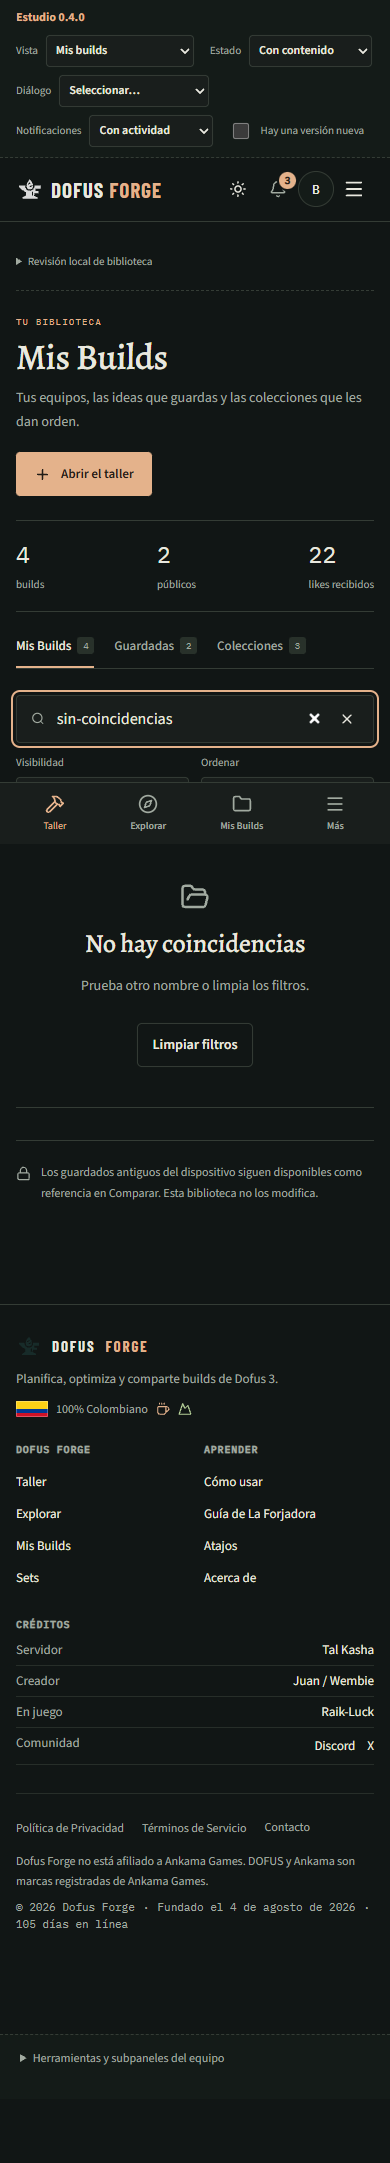 Estudio 0.4.0
Vista Mis builds Estado Con contenido
Diálogo Seleccionar...
Notificaciones Con actividad Hay una versión nueva
DOFUS FORGE 3 B
Revisión local de biblioteca
TU BIBLIOTECA
Mis Builds
Tus equipos, las ideas que guardas y las colecciones que les
dan orden.
Abrir el taller
4 2 22
builds públicos likes recibidos
Mis Builds 4 Guardadas 2 Colecciones 3
sin-coincidencias
Visibilidad Ordenar
Taller Explorar Mis Builds Más
No hay coincidencias
Prueba otro nombre o limpia los filtros.
Limpiar filtros
Los guardados antiguos del dispositivo siguen disponibles como
referencia en Comparar. Esta biblioteca no los modifica.
DOFUS FORGE
Planifica, optimiza y comparte builds de Dofus 3.
100% Colombiano
DOFUS FORGE APRENDER
Taller Cómo usar
Explorar Guía de La Forjadora
Mis Builds Atajos
Sets Acerca de
CRÉDITOS
Servidor Tal Kasha
Creador Juan / Wembie
En juego Raik-Luck
Comunidad Discord X
Política de Privacidad Términos de Servicio Contacto
Dofus Forge no está afiliado a Ankama Games. DOFUS y Ankama son
marcas registradas de Ankama Games.
© 2026 Dofus Forge · Fundado el 4 de agosto de 2026 ·
105 días en línea
Herramientas y subpaneles del equipo